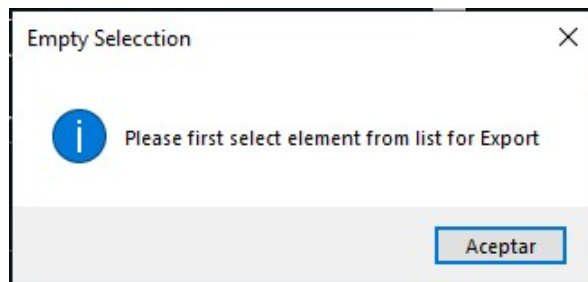 Empty Selecction
Please first select element from list for Export
Aceptar